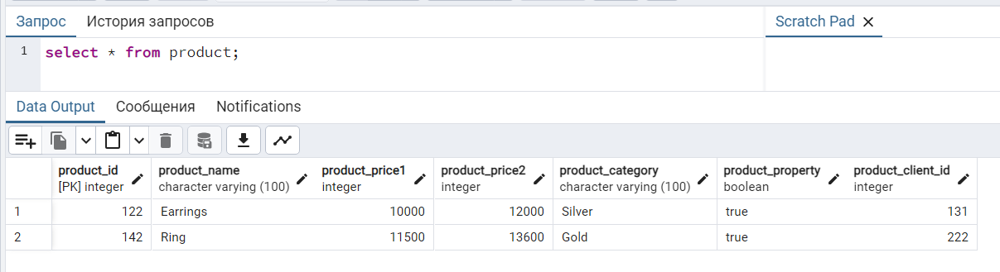 Запрос История запросов Scratch Pad
1 select * from product;
Data Output Сообщения Notifications
product_id product_name product_price1 product_price2 product_category product_property product_client_id
[PK] integer character varying (100) integer integer character varying (100) boolean integer
1 122 Earrings 10000 12000 Silver true 131
2 142 Ring 11500 13600 Gold true 222